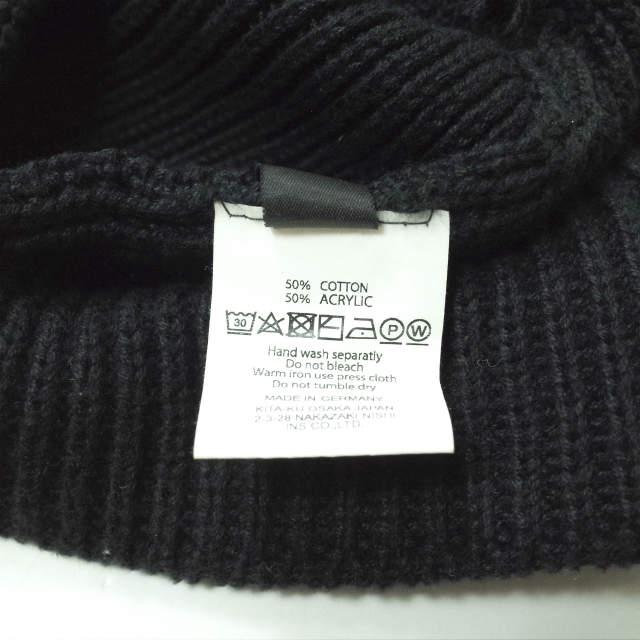 50% COTTON
50% ACRYLIC
30 P W
Hand wash separatly
Do not bleach
Warm iron use press cloth
Do not tumble dry
MADE IN GERMANY
KITA-KU OSAKA JAPAN
2-3-28 NAKAZAKI NISHI
INS CO.,LTD.